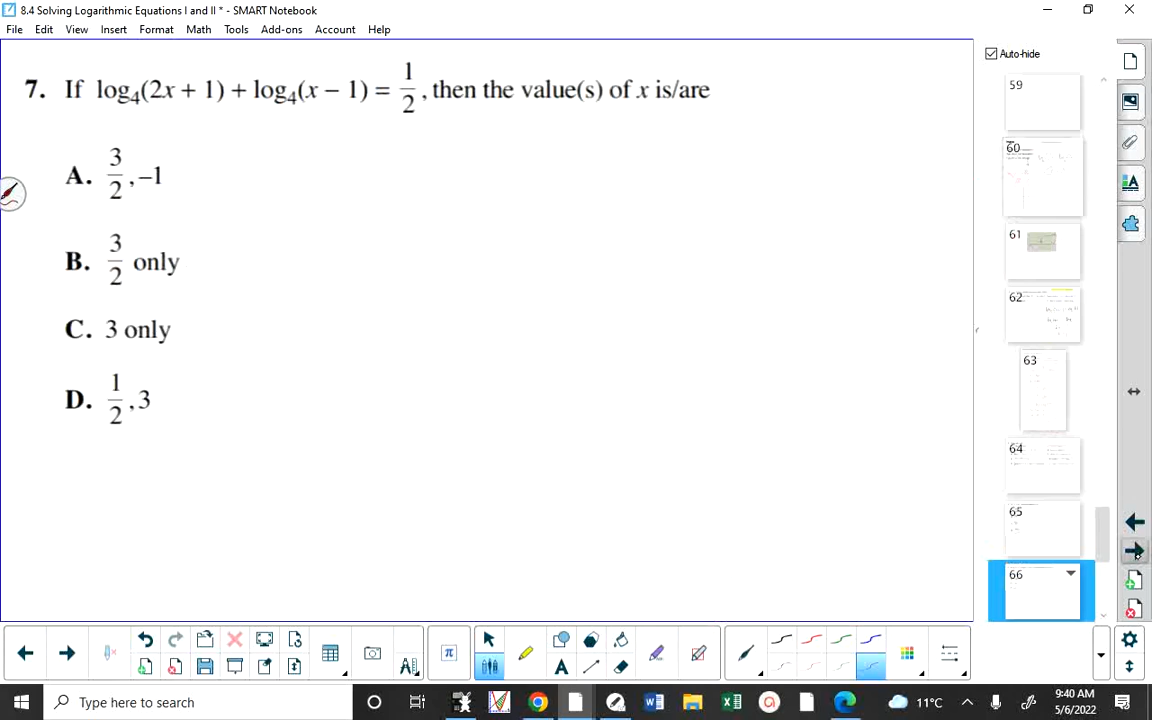 8.4 Solving Logarithmic Equations I and II * - SMART Notebook
File Edit View Insert Format Math Tools Add-ons Account Help
7. If log₄(2x + 1) + log₄(x − 1) = 1/2, then the value(s) of x is/are
A. 3/2, −1
B. 3/2 only
C. 3 only
D. 1/2, 3
Auto-hide
59
60
61
62
63
64
65
66
π
A
Type here to search
11°C
9:40 AM
5/6/2022